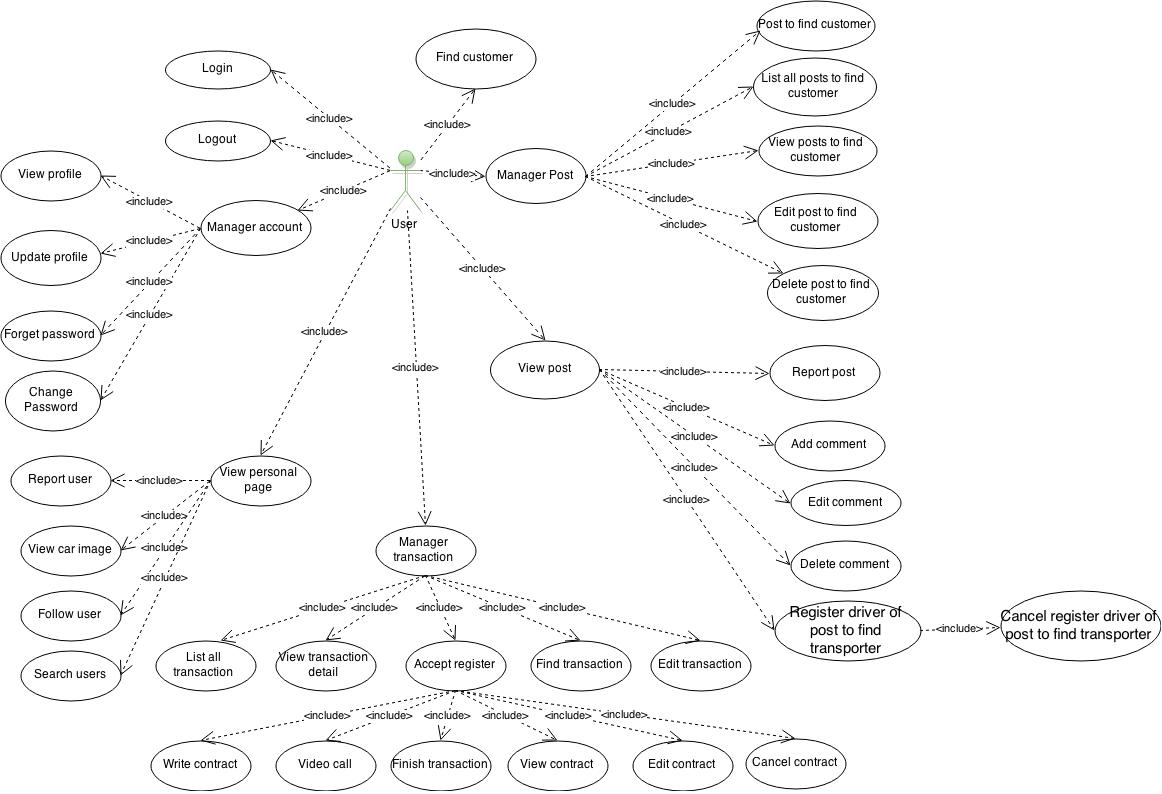 Post to find customer
Find customer
Login
List all posts to find
customer
<include>
<include>
<include>
<include>
Logout
View posts to find
customer
<include>
<include>
View profile
<include>
Manager Post
<include>
<include>
<include>
Edit post to find
customer
User
<include>
Manager account
<include>
Update profile
<include>
Delete post to find
customer
<include>
<include>
<include>
Forget password
<include>
View post
Report post
<include>
Change
Password
<include>
Add comment
<include>
View personal
page
Report user
<include>
<include>
<include>
Edit comment
<include>
Manager
transaction
View car image
<include>
Delete comment
<include>
Follow user
<include>
<include>
<include>
<include>
<include>
Register driver of
post to find
transporter
<include>
Cancel register driver of
post to find transporter
Search users
List all
transaction
View transaction
detail
Accept register
Find transaction
Edit transaction
<include>
<include>
<include>
<include>
<include>
<include>
Write contract
Video call
Finish transaction
View contract
Edit contract
Cancel contract